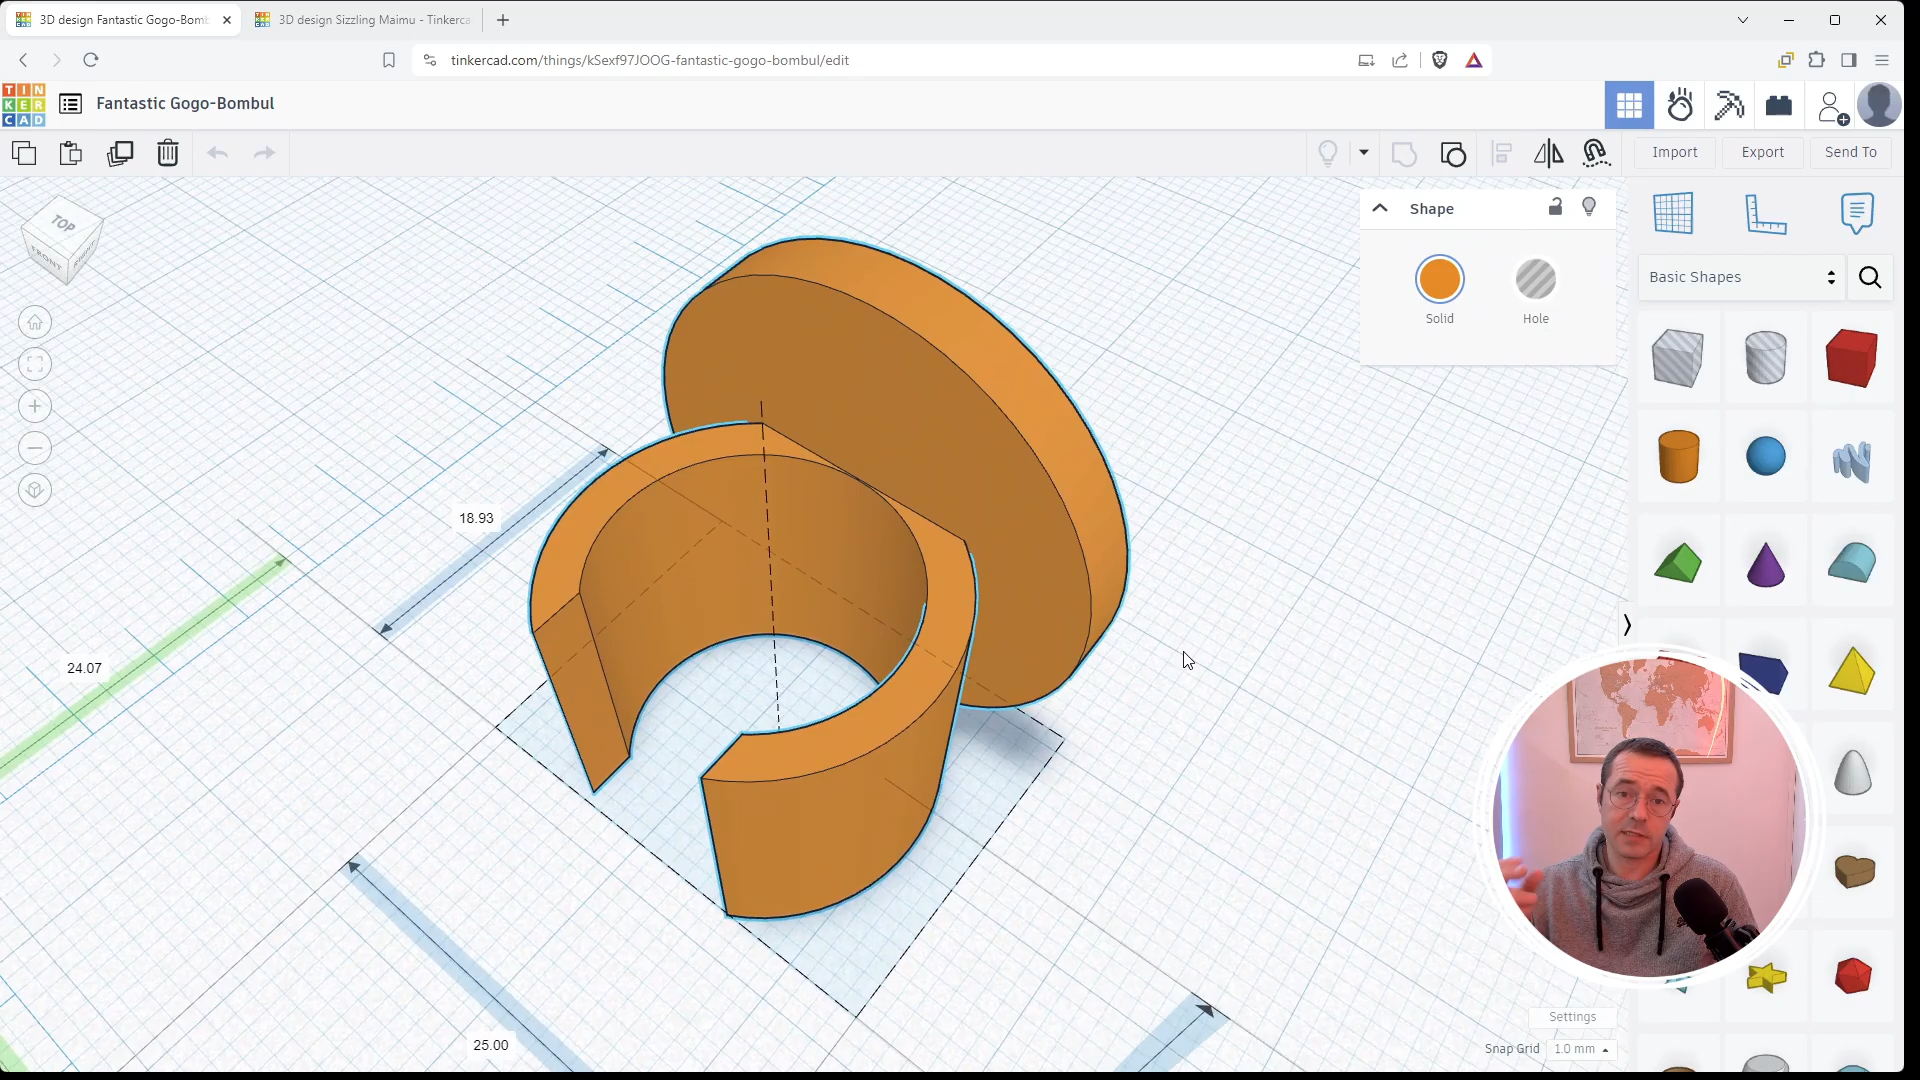 3D design Fantastic Gogo-Bomb
3D design Sizzling Maimu - Tinkerca
tinkercad.com/things/kSexf97JOOG-fantastic-gogo-bombul/edit
TIN
KER
CAD
Fantastic Gogo-Bombul
Import
Export
Send To
TOP
FRONT
RIGHT
Shape
Solid
Hole
Basic Shapes
18.93
24.07
25.00
Settings
Snap Grid
1.0 mm